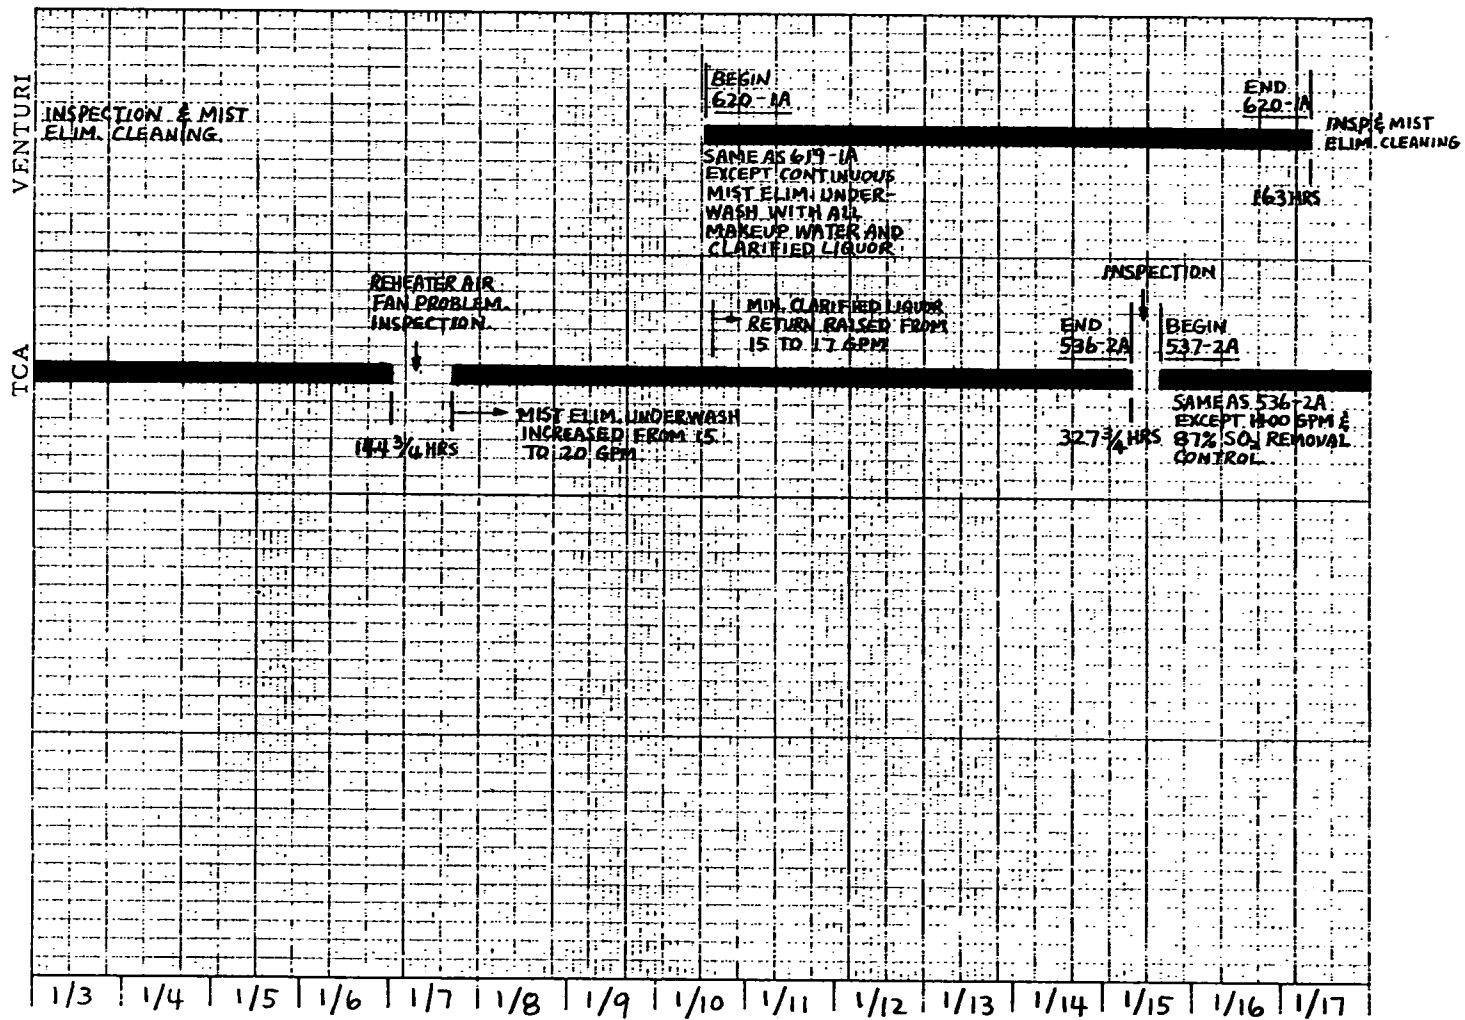 VENTURI
INSPECTION & MIST
ELIM. CLEANING.
BEGIN
620-1A
SAME AS 619-1A
EXCEPT CONTINUOUS
MIST ELIM. UNDER-
WASH WITH ALL
MAKEUP WATER AND
CLARIFIED LIQUOR
END
620-1A
INSP. & MIST
ELIM. CLEANING
163 HRS
TCA
REHEATER AIR
FAN PROBLEM.
INSPECTION.
144 3/4 HRS
MIST ELIM. UNDERWASH
INCREASED FROM 15
TO 20 GPM
MIN. CLARIFIED LIQUOR
RETURN RAISED FROM
15 TO 17 GPM
INSPECTION
END
536-2A
BEGIN
537-2A
327 3/4 HRS
SAME AS 536-2A
EXCEPT GPM &
87% SO2 REMOVAL
CONTROL.
1/3 1/4 1/5 1/6 1/7 1/8 1/9 1/10 1/11 1/12 1/13 1/14 1/15 1/16 1/17